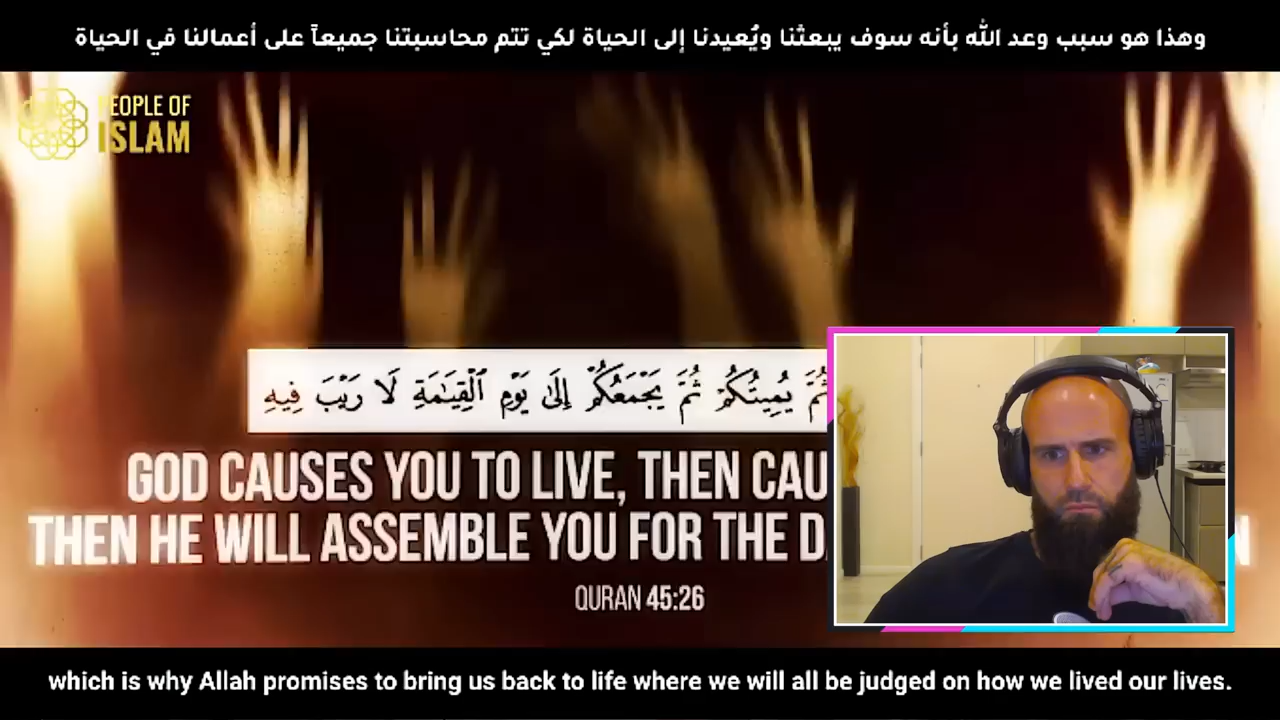 وهذا هو سبب وعد الله بأنه سوف يبعثنا ويُعيدنا إلى الحياة لكي تتم محاسبتنا جميعاً على أعمالنا في الحياة
PEOPLE OF
ISLAM
ثُمَّ يُمِيتُكُمْ ثُمَّ يَجْمَعُكُمْ إِلَىٰ يَوْمِ ٱلْقِيَـٰمَةِ لَا رَيْبَ فِيهِ
GOD CAUSES YOU TO LIVE, THEN CAU
THEN HE WILL ASSEMBLE YOU FOR THE D
QURAN 45:26
which is why Allah promises to bring us back to life where we will all be judged on how we lived our lives.